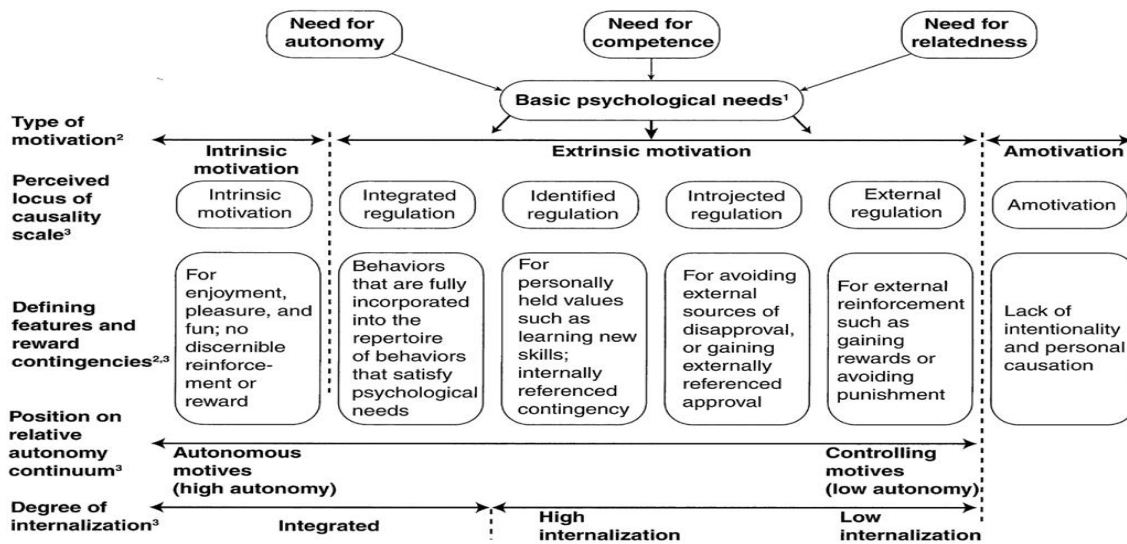 Need for
autonomy
Need for
competence
Need for
relatedness
Basic psychological needs¹
Type of
motivation²
Intrinsic
motivation
Extrinsic motivation
Amotivation
Perceived
locus of
causality
scale³
Intrinsic
motivation
Integrated
regulation
Identified
regulation
Introjected
regulation
External
regulation
Amotivation
Defining
features and
reward
contingencies²,³
For
enjoyment,
pleasure, and
fun; no
discernible
reinforce-
ment or
reward
Behaviors
that are fully
incorporated
into the
repertoire
of behaviors
that satisfy
psychological
needs
For
personally
held values
such as
learning new
skills;
internally
referenced
contingency
For avoiding
external
sources of
disapproval,
or gaining
externally
referenced
approval
For external
reinforcement
such as
gaining
rewards or
avoiding
punishment
Lack of
intentionality
and personal
causation
Position on
relative
autonomy
continuum³
Autonomous
motives
(high autonomy)
Controlling
motives
(low autonomy)
Degree of
internalization³
Integrated
High
internalization
Low
internalization